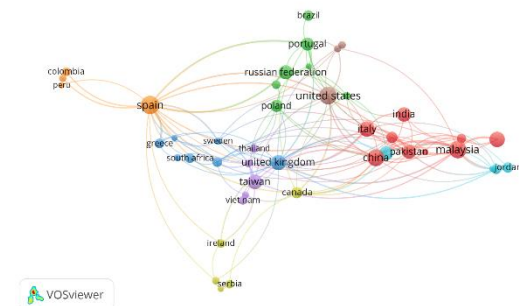 brazil
portugal
colombia
russian federation
peru
united states
spain
poland
india
italy
greece
sweden
thailand
malaysia
pakistan
china
south africa
united kingdom
jordan
taiwan
canada
viet nam
ireland
serbia
VOSviewer